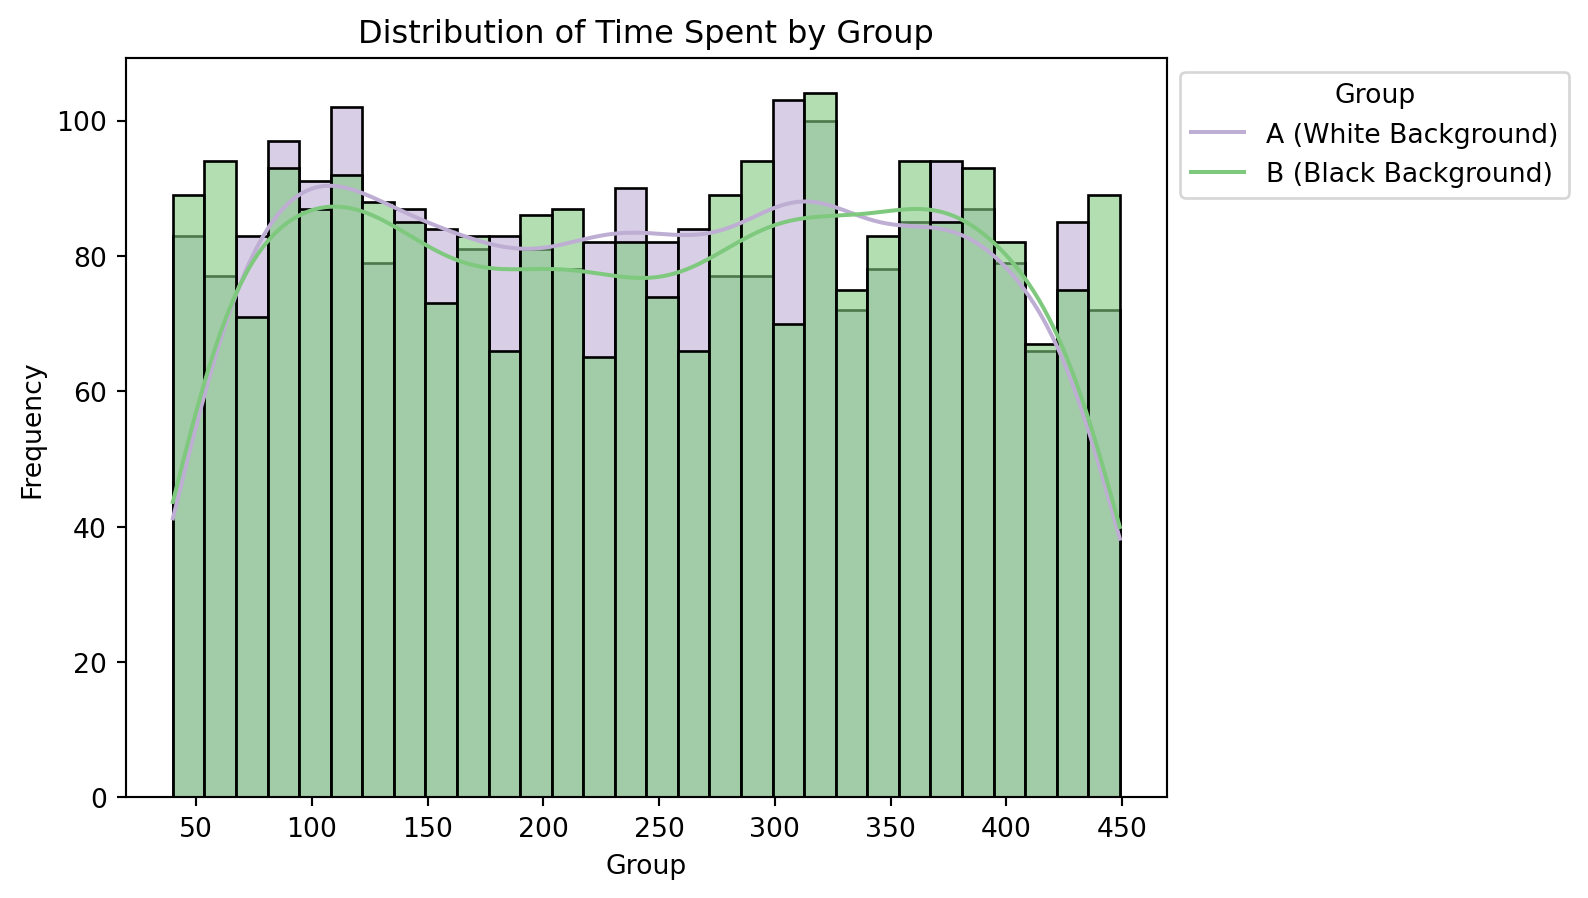 Distribution of Time Spent by Group
Frequency
100
80
60
40
20
0
50 100 150 200 250 300 350 400 450
Group
Group
A (White Background)
B (Black Background)